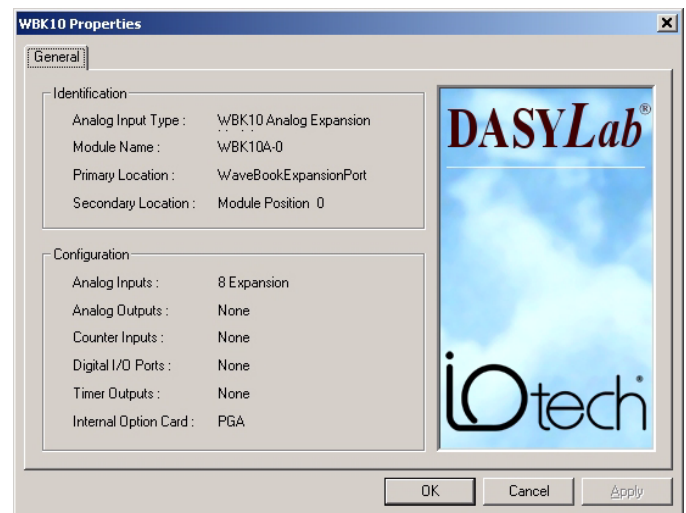 WBK10 Properties
General
Identification
Analog Input Type : WBK10 Analog Expansion
Module Name : WBK10A-0
Primary Location : WaveBookExpansionPort
Secondary Location : Module Position 0
Configuration
Analog Inputs : 8 Expansion
Analog Outputs : None
Counter Inputs : None
Digital I/O Ports : None
Timer Outputs : None
Internal Option Card : PGA
DASYLab®
iOtech®
OK Cancel Apply